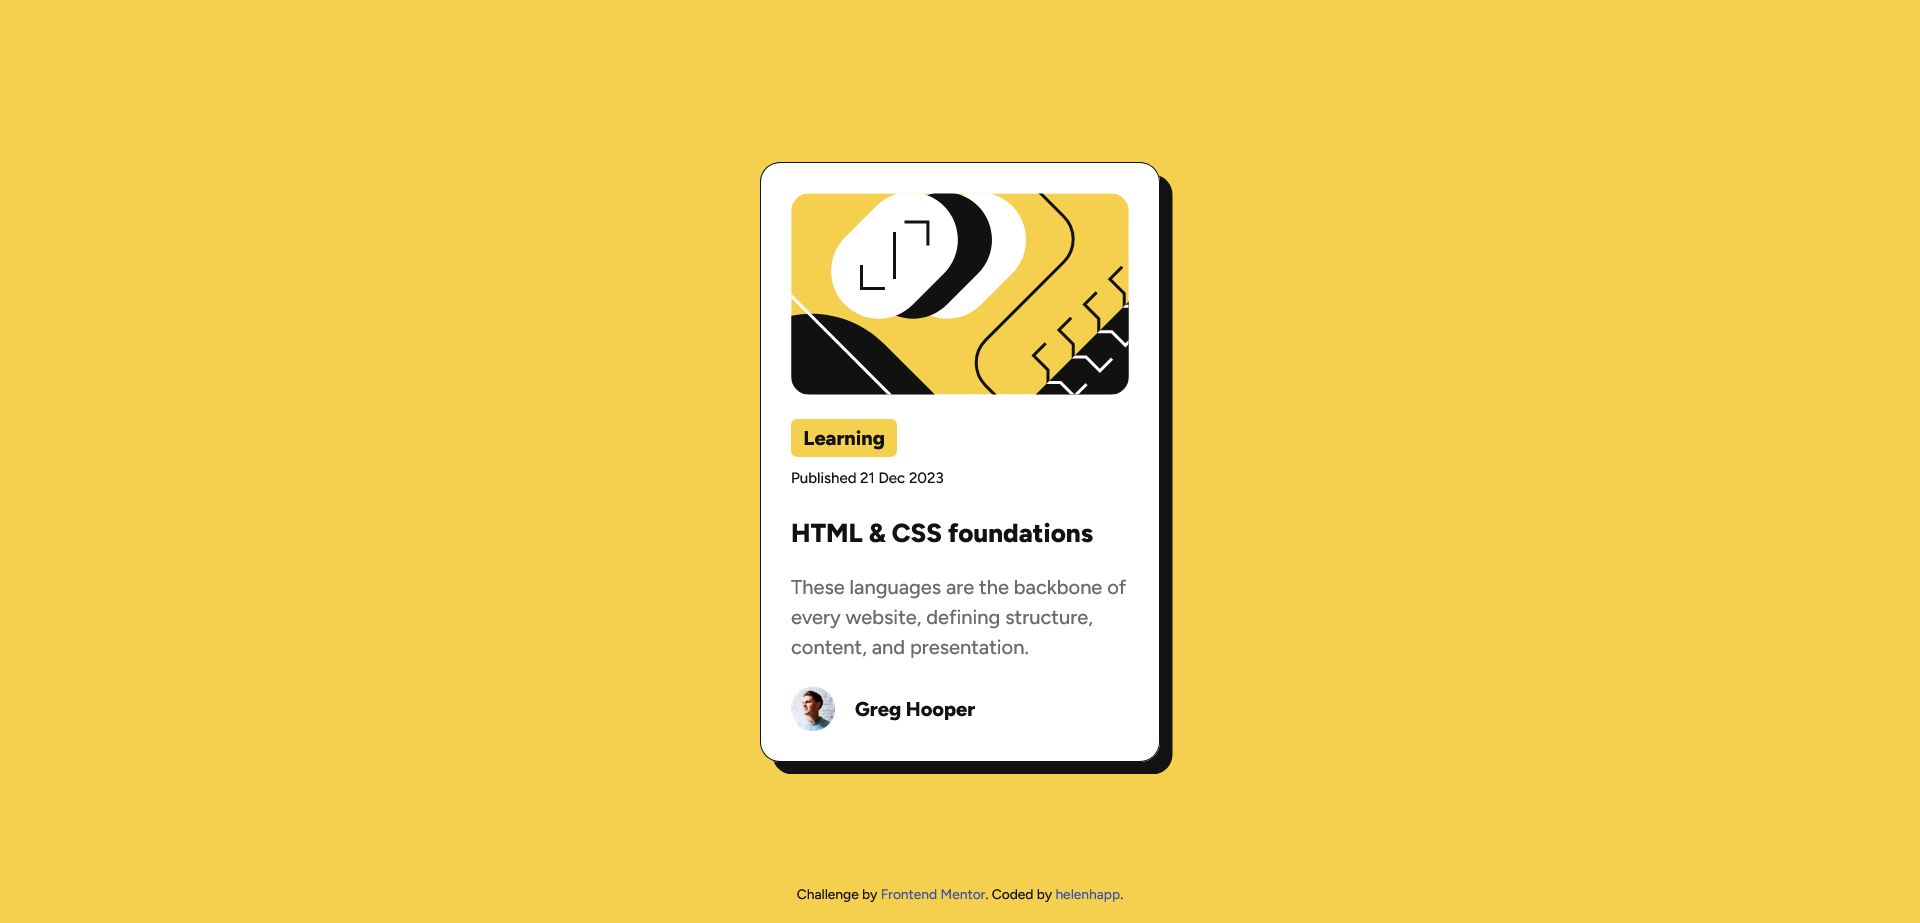 Learning
Published 21 Dec 2023
HTML & CSS foundations
These languages are the backbone of
every website, defining structure,
content, and presentation.
Greg Hooper
Challenge by Frontend Mentor. Coded by helenhapp.